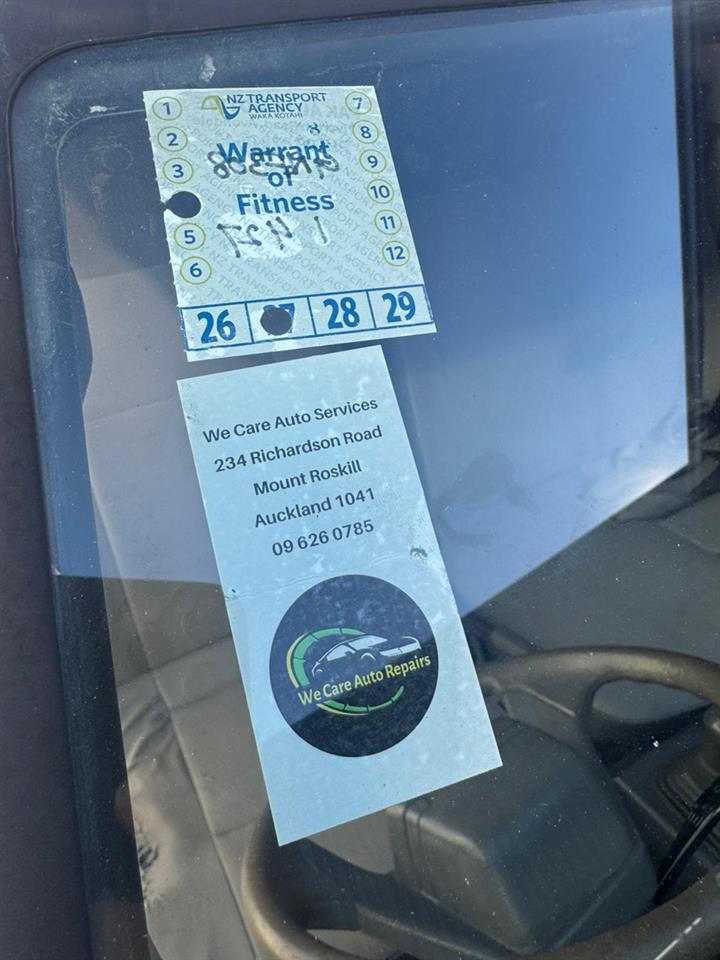 NZ TRANSPORT
AGENCY
WAKA KOTAHI
1
7
2
8
3
9
10
5
11
6
12
Warrant
of
Fitness
26
28
29
We Care Auto Services
234 Richardson Road
Mount Roskill
Auckland 1041
09 626 0785
We Care Auto Repairs